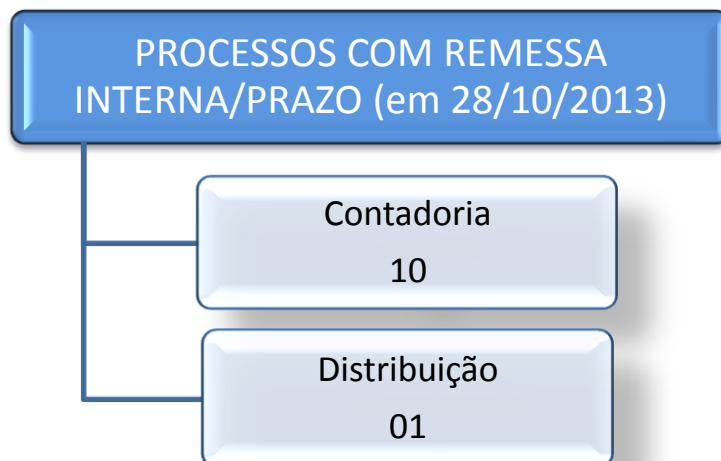 PROCESSOS COM REMESSA
INTERNA/PRAZO (em 28/10/2013)
Contadoria
10
Distribuição
01